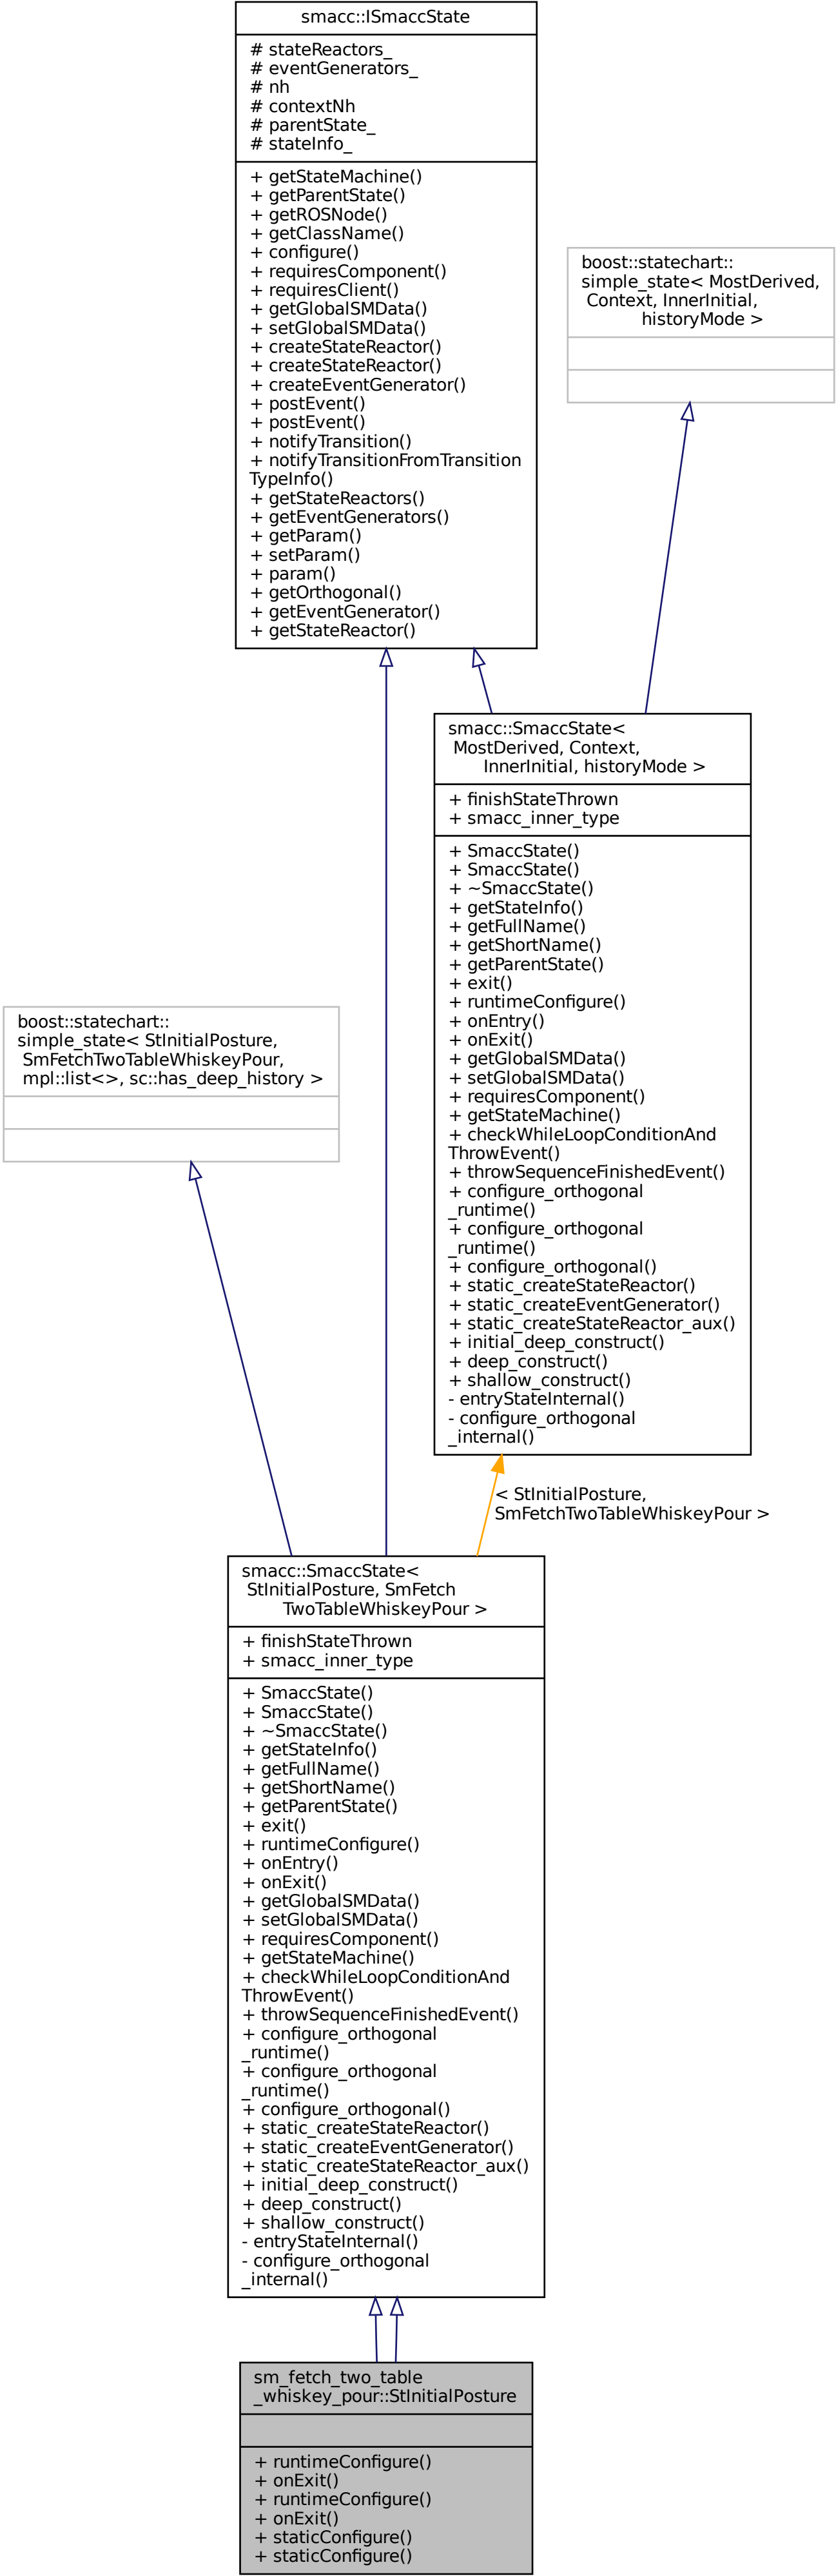 smacc::ISmaccState
# stateReactors_
# eventGenerators_
# nh
# contextNh
# parentState_
# stateInfo_
+ getStateMachine()
+ getParentState()
+ getROSNode()
+ getClassName()
+ configure()
+ requiresComponent()
+ requiresClient()
+ getGlobalSMData()
+ setGlobalSMData()
+ createStateReactor()
+ createStateReactor()
+ createEventGenerator()
+ postEvent()
+ postEvent()
+ notifyTransition()
+ notifyTransitionFromTransition
TypeInfo()
+ getStateReactors()
+ getEventGenerators()
+ getParam()
+ setParam()
+ param()
+ getOrthogonal()
+ getEventGenerator()
+ getStateReactor()
boost::statechart::
simple_state< MostDerived,
Context, InnerInitial,
historyMode >
smacc::SmaccState<
MostDerived, Context,
InnerInitial, historyMode >
+ finishStateThrown
+ smacc_inner_type
+ SmaccState()
+ SmaccState()
+ ~SmaccState()
+ getStateInfo()
+ getFullName()
+ getShortName()
+ getParentState()
+ exit()
+ runtimeConfigure()
+ onEntry()
+ onExit()
+ getGlobalSMData()
+ setGlobalSMData()
+ requiresComponent()
+ getStateMachine()
+ checkWhileLoopConditionAnd
ThrowEvent()
+ throwSequenceFinishedEvent()
+ configure_orthogonal
_runtime()
+ configure_orthogonal
_runtime()
+ configure_orthogonal()
+ static_createStateReactor()
+ static_createEventGenerator()
+ static_createStateReactor_aux()
+ initial_deep_construct()
+ deep_construct()
+ shallow_construct()
- entryStateInternal()
- configure_orthogonal
_internal()
boost::statechart::
simple_state< StInitialPosture,
SmFetchTwoTableWhiskeyPour,
mpl::list<>, sc::has_deep_history >
< StInitialPosture,
SmFetchTwoTableWhiskeyPour >
smacc::SmaccState<
StInitialPosture, SmFetch
TwoTableWhiskeyPour >
+ finishStateThrown
+ smacc_inner_type
+ SmaccState()
+ SmaccState()
+ ~SmaccState()
+ getStateInfo()
+ getFullName()
+ getShortName()
+ getParentState()
+ exit()
+ runtimeConfigure()
+ onEntry()
+ onExit()
+ getGlobalSMData()
+ setGlobalSMData()
+ requiresComponent()
+ getStateMachine()
+ checkWhileLoopConditionAnd
ThrowEvent()
+ throwSequenceFinishedEvent()
+ configure_orthogonal
_runtime()
+ configure_orthogonal
_runtime()
+ configure_orthogonal()
+ static_createStateReactor()
+ static_createEventGenerator()
+ static_createStateReactor_aux()
+ initial_deep_construct()
+ deep_construct()
+ shallow_construct()
- entryStateInternal()
- configure_orthogonal
_internal()
sm_fetch_two_table
_whiskey_pour::StInitialPosture
+ runtimeConfigure()
+ onExit()
+ runtimeConfigure()
+ onExit()
+ staticConfigure()
+ staticConfigure()